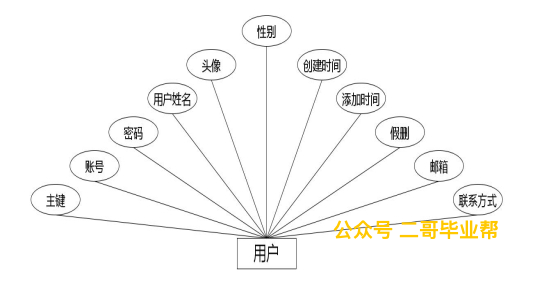 性别
头像
创建时间
用户姓名
添加时间
密码
假删
账号
邮箱
主键
联系方式
公众号 二哥毕业帮
用户